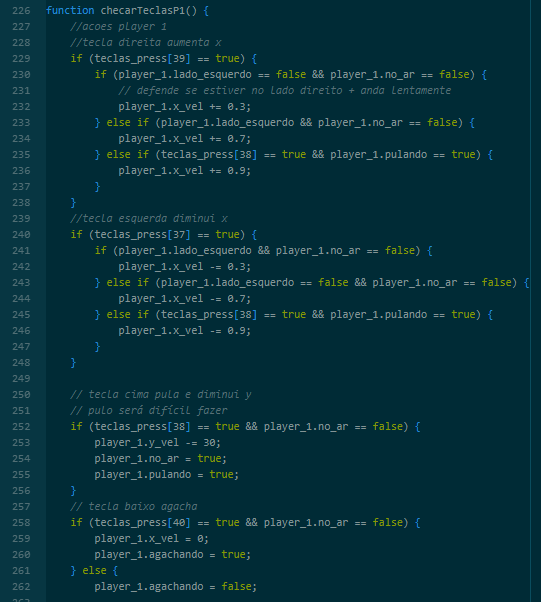 226 function checarTeclasP1() {
227     //acoes player 1
228     //tecla direita aumenta x
229     if (teclas_press[39] == true) {
230         if (player_1.lado_esquerdo == false && player_1.no_ar == false) {
231             // defende se estiver no lado direito + anda lentamente
232             player_1.x_vel += 0.3;
233         } else if (player_1.lado_esquerdo && player_1.no_ar == false) {
234             player_1.x_vel += 0.7;
235         } else if (teclas_press[38] == true && player_1.pulando == true) {
236             player_1.x_vel += 0.9;
237         }
238     }
239     //tecla esquerda diminui x
240     if (teclas_press[37] == true) {
241         if (player_1.lado_esquerdo && player_1.no_ar == false) {
242             player_1.x_vel -= 0.3;
243         } else if (player_1.lado_esquerdo == false && player_1.no_ar == false) {
244             player_1.x_vel -= 0.7;
245         } else if (teclas_press[38] == true && player_1.pulando == true) {
246             player_1.x_vel -= 0.9;
247         }
248     }
249
250     // tecla cima pula e diminui y
251     // pulo será difícil fazer
252     if (teclas_press[38] == true && player_1.no_ar == false) {
253         player_1.y_vel -= 30;
254         player_1.no_ar = true;
255         player_1.pulando = true;
256     }
257     // tecla baixo agacha
258     if (teclas_press[40] == true && player_1.no_ar == false) {
259         player_1.x_vel = 0;
260         player_1.agachando = true;
261     } else {
262         player_1.agachando = false;